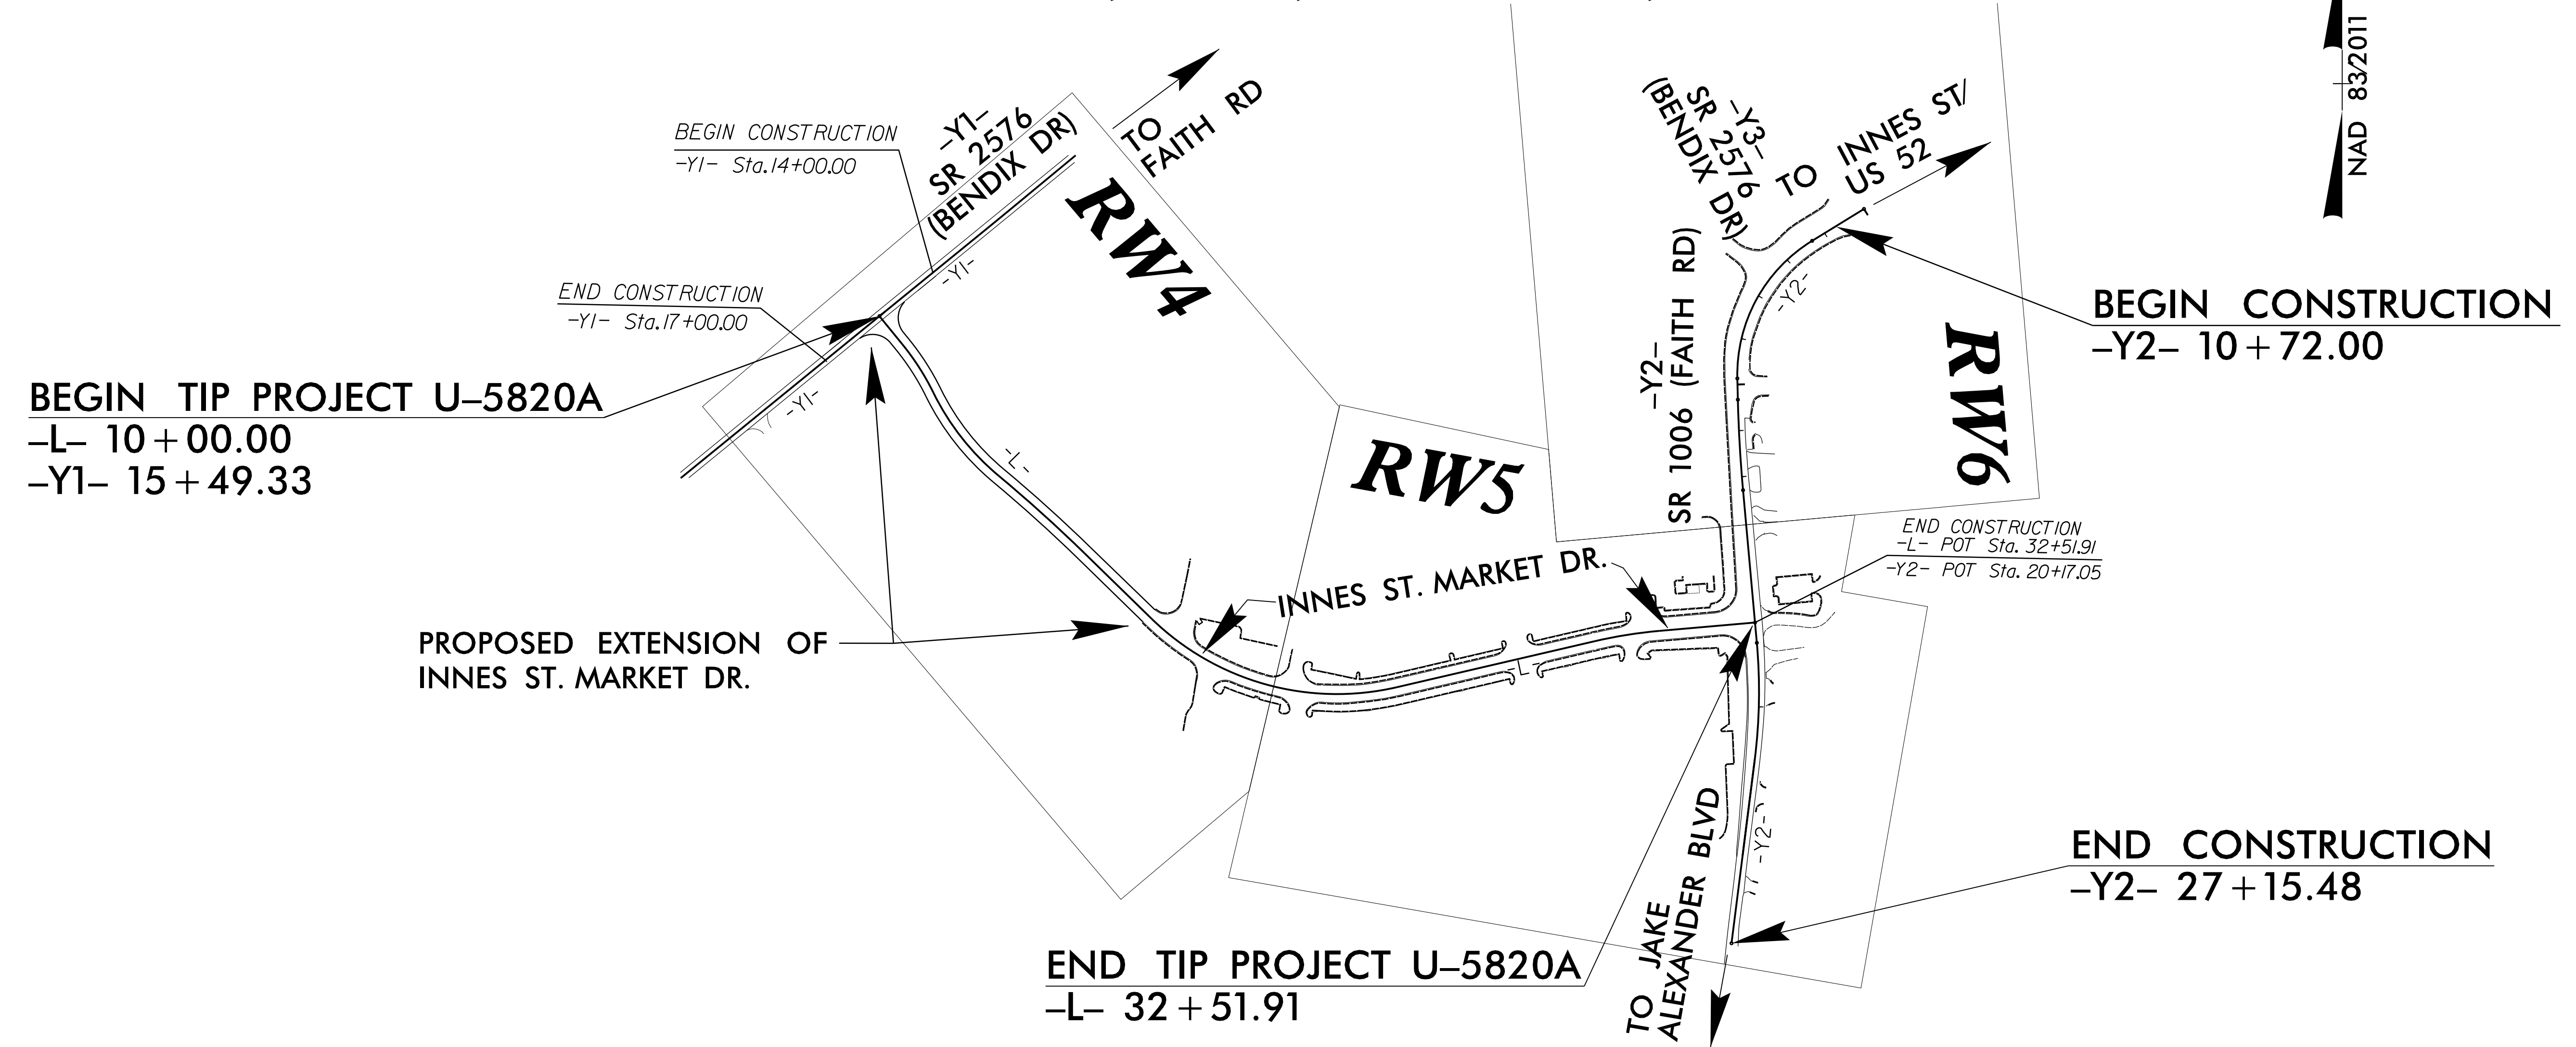 NAD 83/2011
BEGIN CONSTRUCTION
-Y1- Sta.14+00.00
-Y1-
SR 2576
(BENDIX DR)
TO
FAITH RD
RW4
-Y1-
END CONSTRUCTION
-Y1- Sta.17+00.00
-Y1-
BEGIN TIP PROJECT U-5820A
-L- 10+00.00
-Y1- 15+49.33
-L-
-Y3-
SR 2576
(BENDIX DR)
TO
INNES ST/
US 52
-Y2-
SR 1006 (FAITH RD)
-Y2-
BEGIN CONSTRUCTION
-Y2- 10+72.00
RW6
RW5
END CONSTRUCTION
-L- POT Sta. 32+51.91
-Y2- POT Sta. 20+17.05
INNES ST. MARKET DR.
PROPOSED EXTENSION OF
INNES ST. MARKET DR.
-L-
-Y2-
TO JAKE
ALEXANDER BLVD
END CONSTRUCTION
-Y2- 27+15.48
END TIP PROJECT U-5820A
-L- 32+51.91